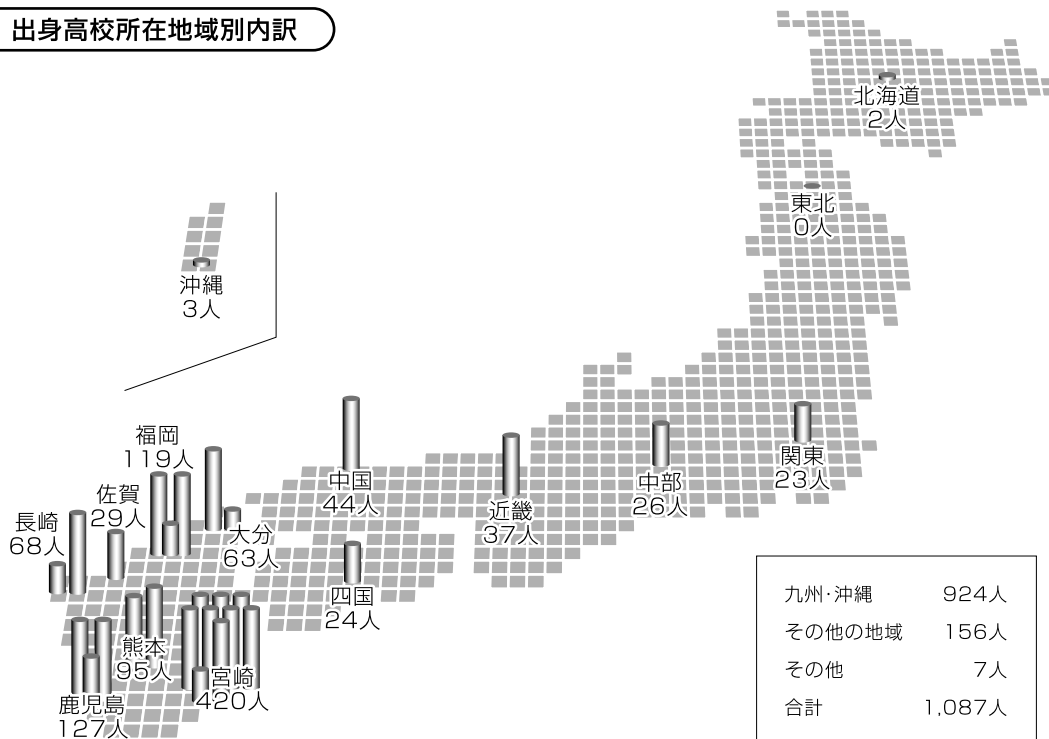 出身高校所在地域別内訳
北海道
2人
東北
0人
沖縄
3人
福岡
119人
佐賀
29人
長崎
68人
大分
63人
熊本
95人
宮崎
420人
鹿児島
127人
中国
44人
四国
24人
近畿
37人
中部
26人
関東
23人
九州·沖縄 924人
その他の地域 156人
その他 7人
合計 1,087人